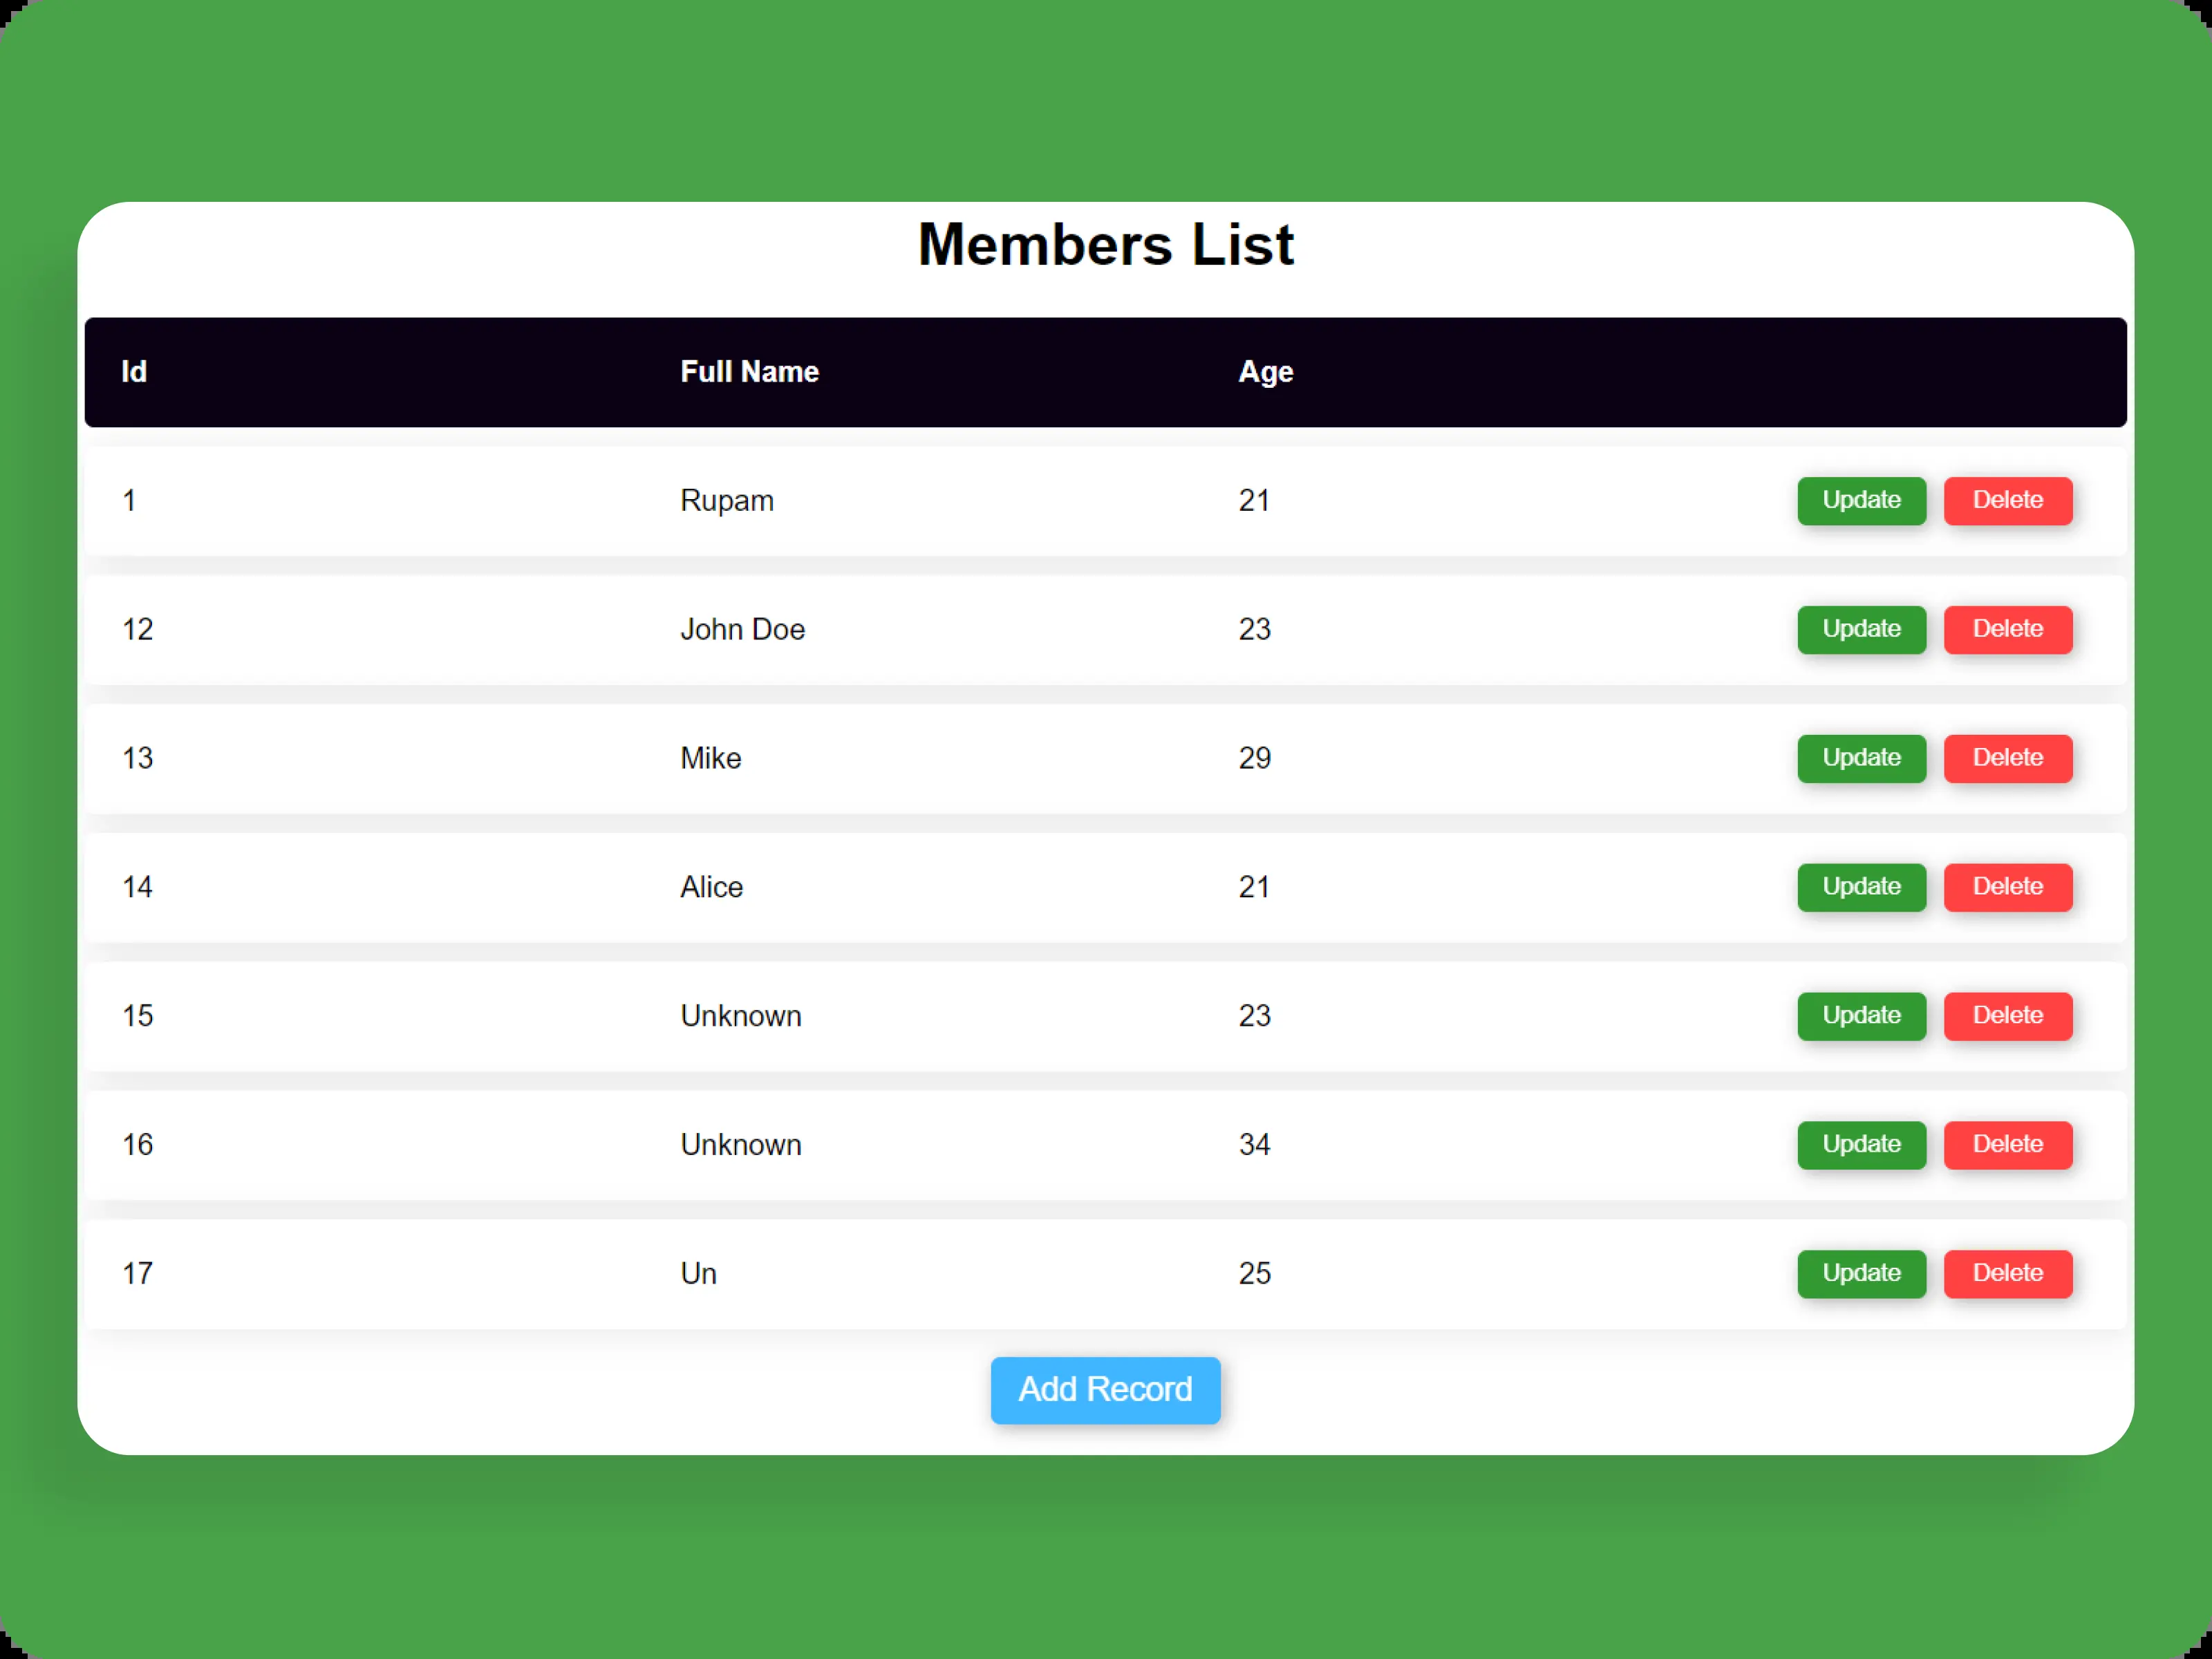 Members List
Id Full Name Age
1 Rupam 21 Update Delete
12 John Doe 23 Update Delete
13 Mike 29 Update Delete
14 Alice 21 Update Delete
15 Unknown 23 Update Delete
16 Unknown 34 Update Delete
17 Un 25 Update Delete
Add Record